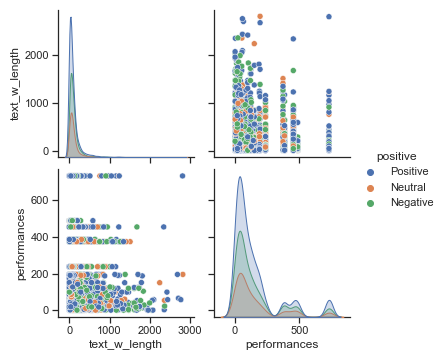 text_w_length
2000
1000
0
performances
600
400
200
0
0
1000
2000
3000
text_w_length
0
500
performances
positive
Positive
Neutral
Negative